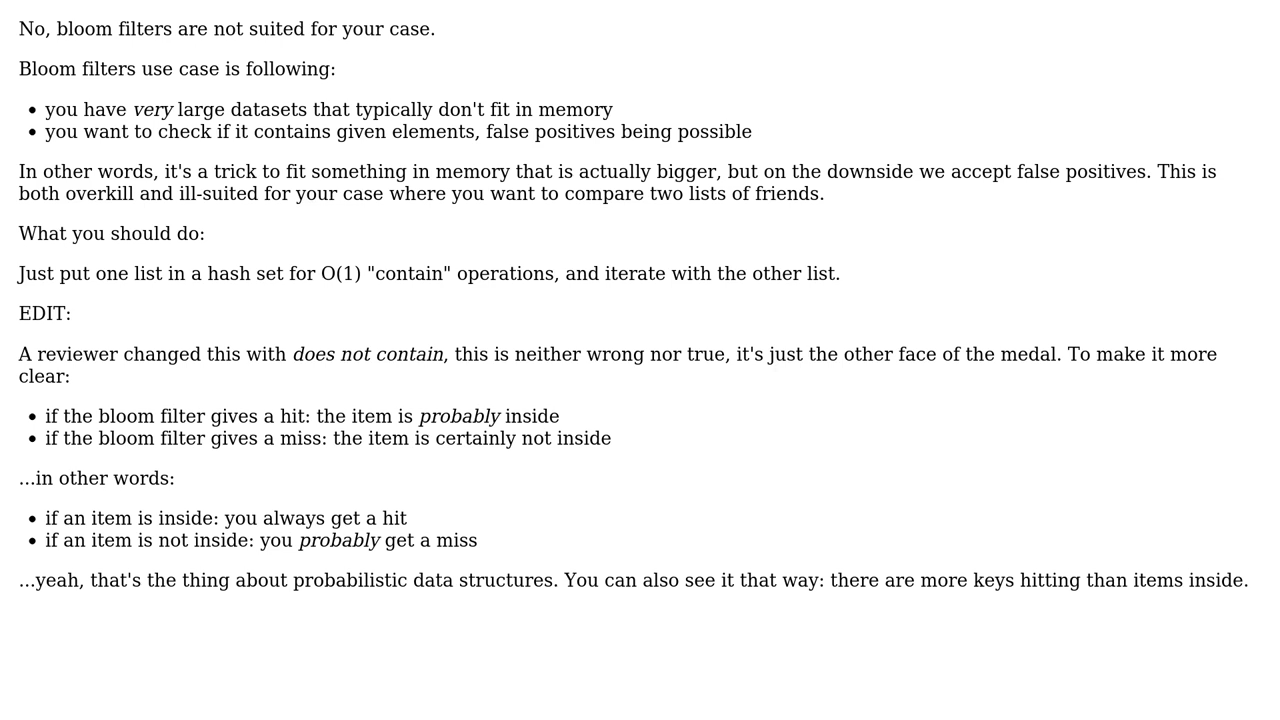 No, bloom filters are not suited for your case.
Bloom filters use case is following:
• you have very large datasets that typically don't fit in memory
• you want to check if it contains given elements, false positives being possible
In other words, it's a trick to fit something in memory that is actually bigger, but on the downside we accept false positives. This is
both overkill and ill-suited for your case where you want to compare two lists of friends.
What you should do:
Just put one list in a hash set for O(1) "contain" operations, and iterate with the other list.
EDIT:
A reviewer changed this with does not contain, this is neither wrong nor true, it's just the other face of the medal. To make it more
clear:
• if the bloom filter gives a hit: the item is probably inside
• if the bloom filter gives a miss: the item is certainly not inside
...in other words:
• if an item is inside: you always get a hit
• if an item is not inside: you probably get a miss
...yeah, that's the thing about probabilistic data structures. You can also see it that way: there are more keys hitting than items inside.